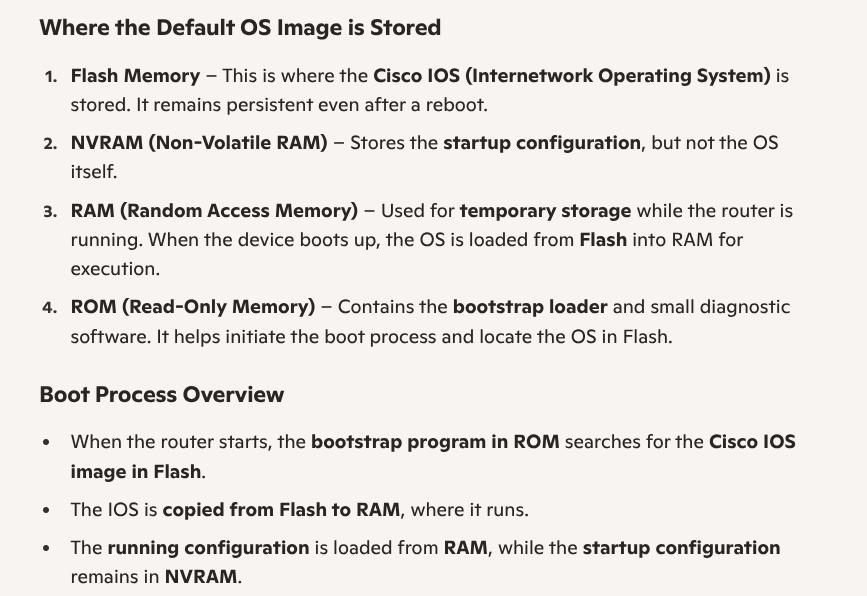 Where the Default OS Image is Stored
1. Flash Memory – This is where the Cisco IOS (Internetwork Operating System) is
stored. It remains persistent even after a reboot.
2. NVRAM (Non-Volatile RAM) – Stores the startup configuration, but not the OS
itself.
3. RAM (Random Access Memory) – Used for temporary storage while the router is
running. When the device boots up, the OS is loaded from Flash into RAM for
execution.
4. ROM (Read-Only Memory) – Contains the bootstrap loader and small diagnostic
software. It helps initiate the boot process and locate the OS in Flash.
Boot Process Overview
• When the router starts, the bootstrap program in ROM searches for the Cisco IOS
image in Flash.
• The IOS is copied from Flash to RAM, where it runs.
• The running configuration is loaded from RAM, while the startup configuration
remains in NVRAM.